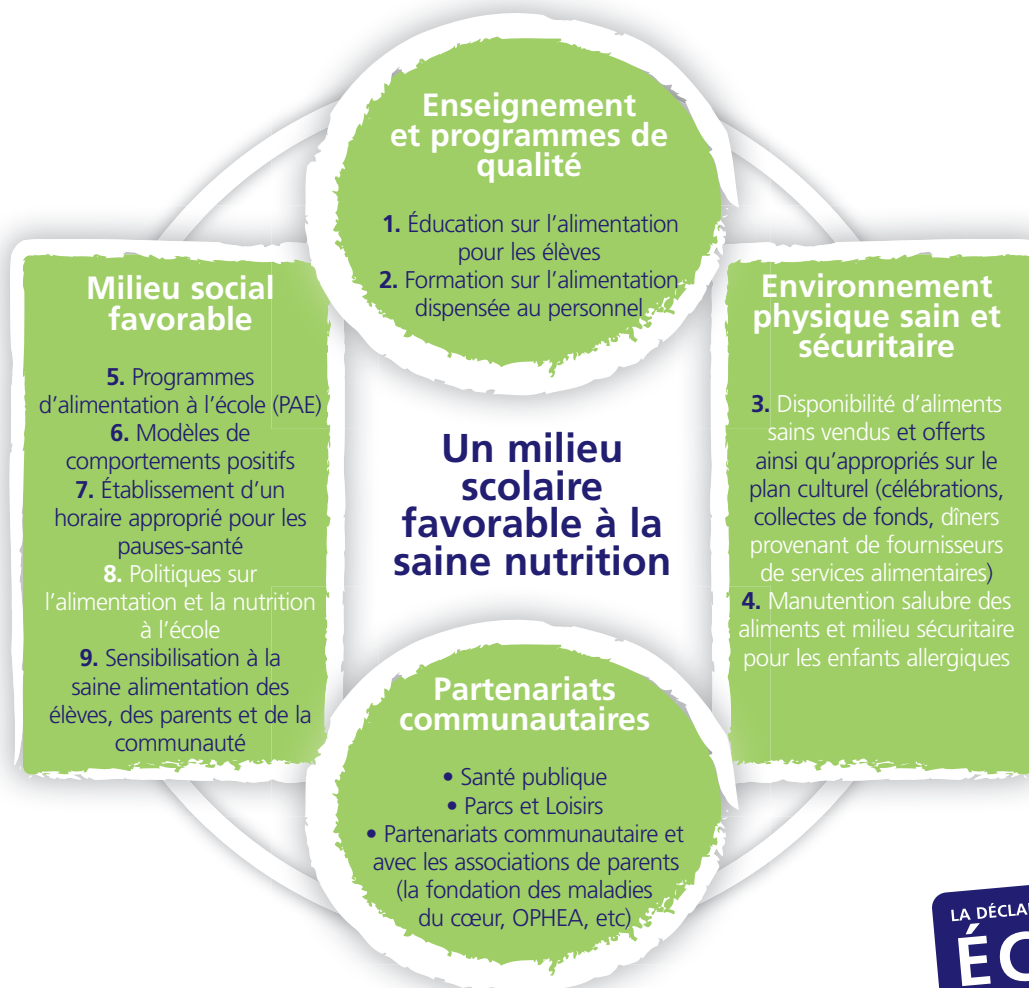 Enseignement
et programmes de
qualité
1. Éducation sur l'alimentation
pour les élèves
2. Formation sur l'alimentation
dispensée au personnel
Milieu social
favorable
5. Programmes
d'alimentation à l'école (PAE)
6. Modèles de
comportements positifs
7. Établissement d'un
horaire approprié pour les
pauses-santé
8. Politiques sur
l'alimentation et la nutrition
à l'école
9. Sensibilisation à la
saine alimentation des
élèves, des parents et de la
communauté
Un milieu
scolaire
favorable à la
saine nutrition
Environnement
physique sain et
sécuritaire
3. Disponibilité d'aliments
sains vendus et offerts
ainsi qu'appropriés sur le
plan culturel (célébrations,
collectes de fonds, dîners
provenant de fournisseurs
de services alimentaires)
4. Manutention salubre des
aliments et milieu sécuritaire
pour les enfants allergiques
Partenariats
communautaires
• Santé publique
• Parcs et Loisirs
• Partenariats communautaire et
avec les associations de parents
(la fondation des maladies
du cœur, OPHEA, etc)
LA